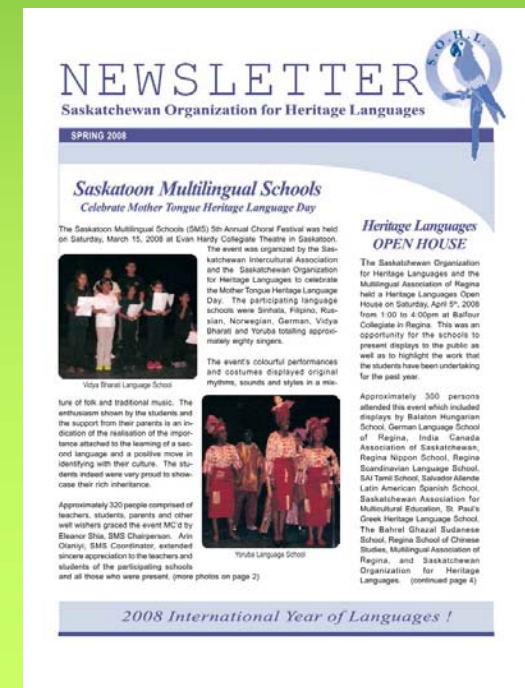 S.O.H.L.
NEWSLETTER
Saskatchewan Organization for Heritage Languages
SPRING 2008
Saskatoon Multilingual Schools
Celebrate Mother Tongue Heritage Language Day
The Saskatoon Multilingual Schools (SMS) 5th Annual Choral Festival was held
on Saturday, March 15, 2008 at Evan Hardy Collegiate Theatre in Saskatoon.
The event was organized by the Sas-
katchewan Intercultural Association
and the Saskatchewan Organization
for Heritage Languages to celebrate
the Mother Tongue Heritage Language
Day. The participating language
schools were Sinhala, Filipino, Rus-
sian, Norwegian, German, Vidya
Bharati and Yoruba totalling approxi-
mately eighty singers.
The event's colourful performances
and costumes displayed original
rhythms, sounds and styles in a mix-
Vidya Bharati Language School
ture of folk and traditional music. The
enthusiasm shown by the students and
the support from their parents is an in-
dication of the realisation of the impor-
tance attached to the learning of a sec-
ond language and a positive move in
identifying with their culture. The stu-
dents indeed were very proud to show-
case their rich inheritance.
Approximately 320 people comprised of
teachers, students, parents and other
well wishers graced the event MC'd by
Eleanor Shia, SMS Chairperson. Arin
Olaniyi, SMS Coordinator, extended
sincere appreciation to the teachers and
students of the participating schools
and all those who were present. (more photos on page 2)
Yoruba Language School
Heritage Languages
OPEN HOUSE
The Saskatchewan Organization
for Heritage Languages and the
Multilingual Association of Regina
held a Heritage Languages Open
House on Saturday, April 5th, 2008
from 1:00 to 4:00pm at Balfour
Collegiate in Regina. This was an
opportunity for the schools to
present displays to the public as
well as to highlight the work that
the students have been undertaking
for the past year.
Approximately 300 persons
attended this event which included
displays by Balaton Hungarian
School, German Language School
of Regina, India Canada
Association of Saskatchewan,
Regina Nippon School, Regina
Scandinavian Language School,
SAI Tamil School, Salvador Allende
Latin American Spanish School,
Saskatchewan Association for
Multicultural Education, St. Paul's
Greek Heritage Language School,
The Bahrel Ghazal Sudanese
School, Regina School of Chinese
Studies, Multilingual Association of
Regina, and Saskatchewan
Organization for Heritage
Languages. (continued page 4)
2008 International Year of Languages !